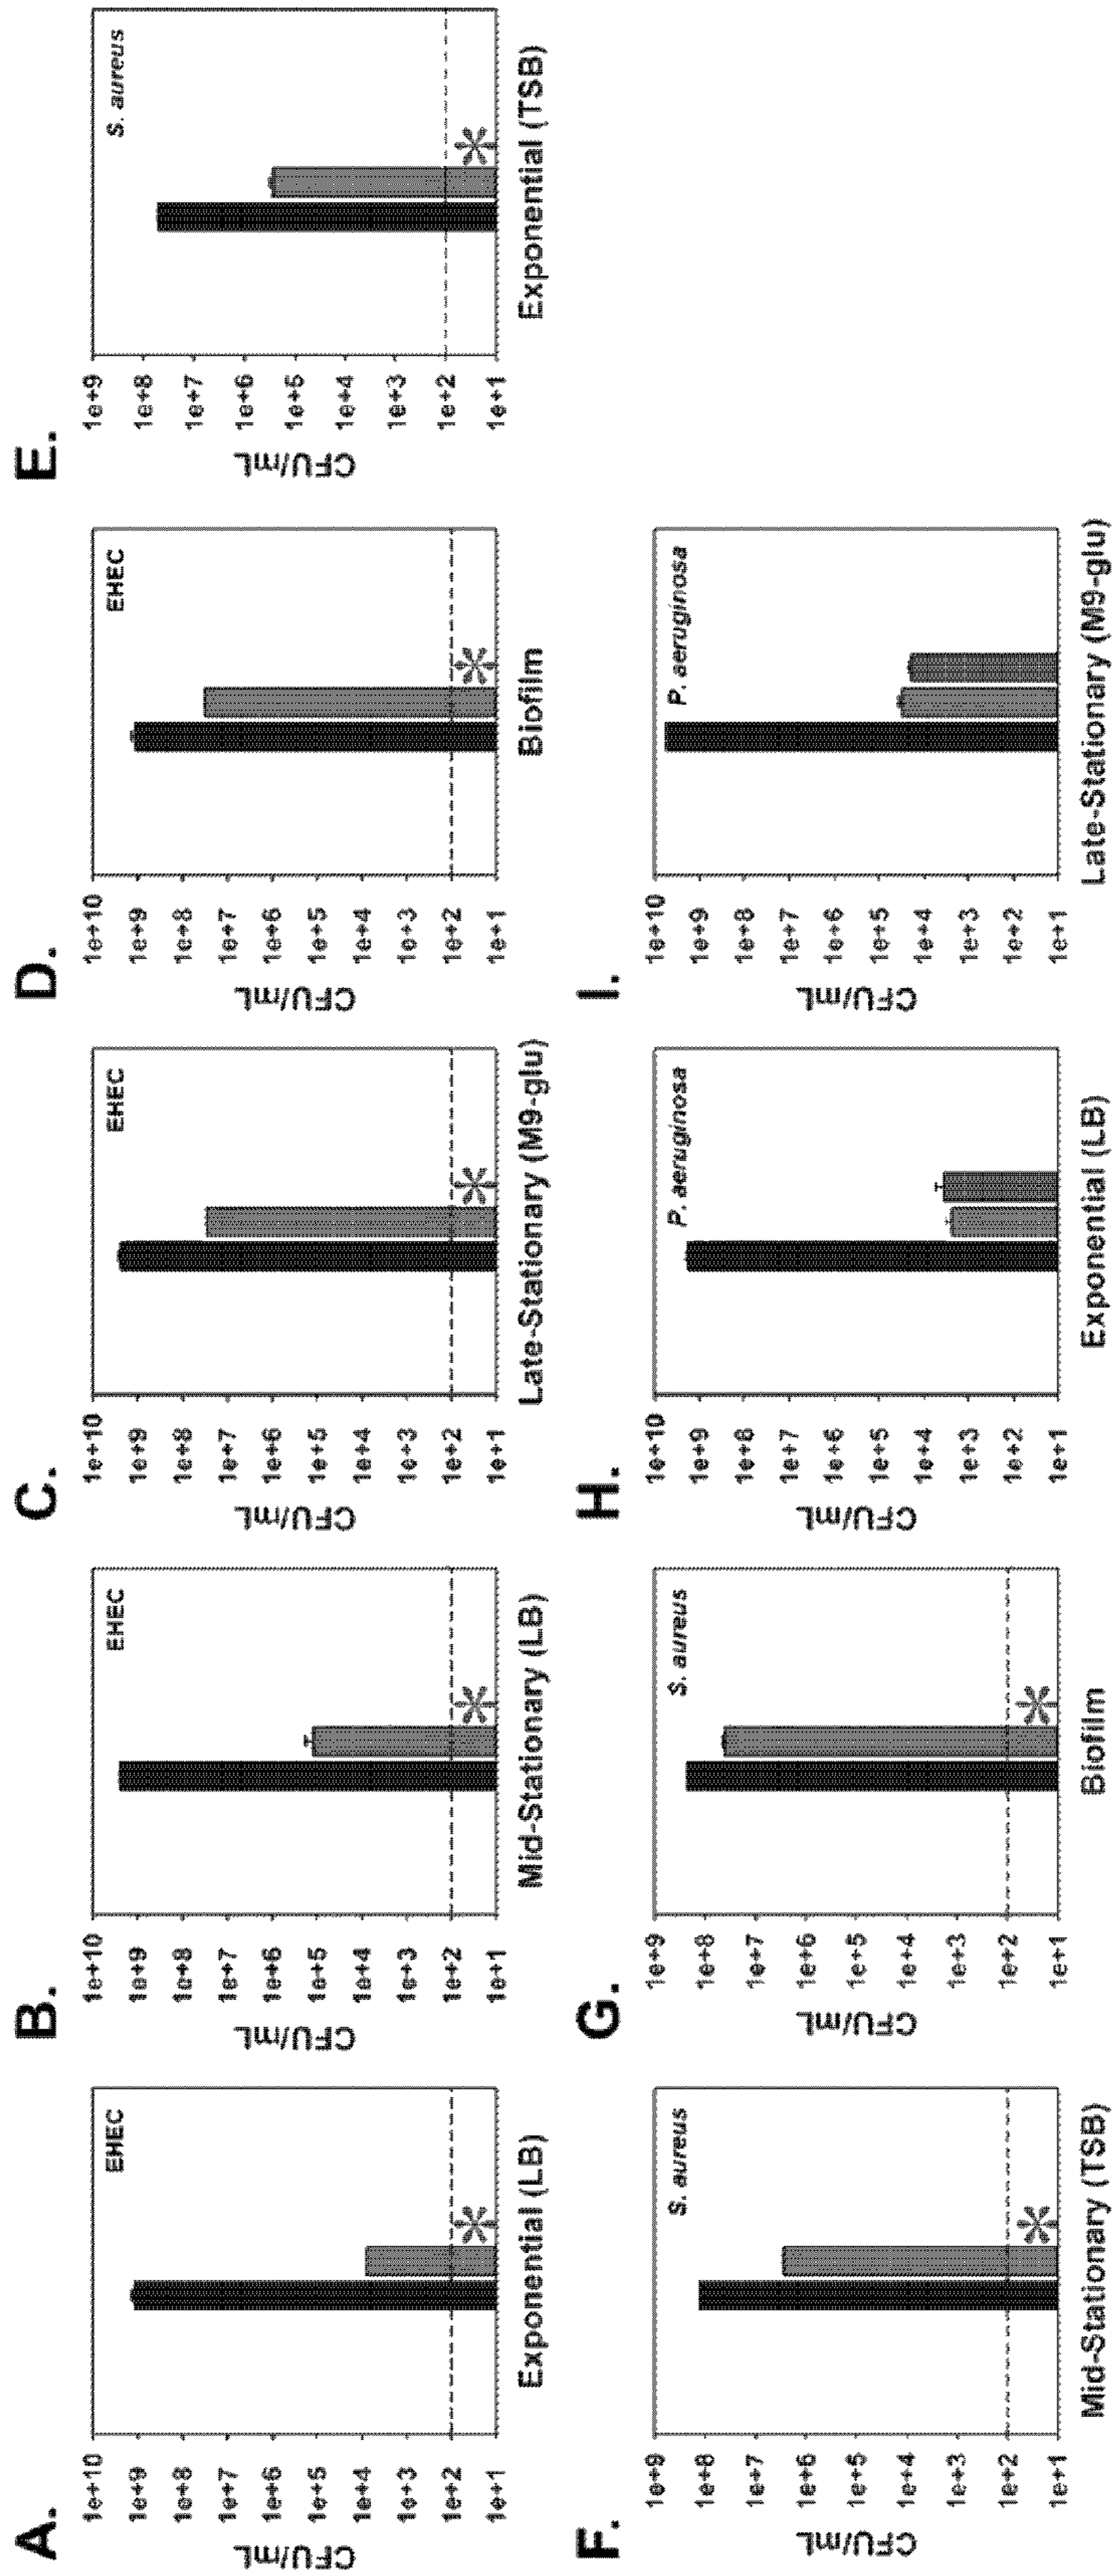 A.
EHEC
1e+10
1e+9
1e+8
1e+7
1e+6
1e+5
1e+4
1e+3
1e+2
1e+1
CFU/mL
Exponential (LB)
B.
EHEC
1e+10
1e+9
1e+8
1e+7
1e+6
1e+5
1e+4
1e+3
1e+2
1e+1
CFU/mL
Mid-Stationary (LB)
C.
EHEC
1e+10
1e+9
1e+8
1e+7
1e+6
1e+5
1e+4
1e+3
1e+2
1e+1
CFU/mL
Late-Stationary (M9-glu)
D.
EHEC
1e+10
1e+9
1e+8
1e+7
1e+6
1e+5
1e+4
1e+3
1e+2
1e+1
CFU/mL
Biofilm
E.
S. aureus
1e+9
1e+8
1e+7
1e+6
1e+5
1e+4
1e+3
1e+2
1e+1
CFU/mL
Exponential (TSB)
F.
S. aureus
1e+9
1e+8
1e+7
1e+6
1e+5
1e+4
1e+3
1e+2
1e+1
CFU/mL
Mid-Stationary (TSB)
G.
S. aureus
1e+9
1e+8
1e+7
1e+6
1e+5
1e+4
1e+3
1e+2
1e+1
CFU/mL
Biofilm
H.
P. aeruginosa
1e+10
1e+9
1e+8
1e+7
1e+6
1e+5
1e+4
1e+3
1e+2
1e+1
CFU/mL
Exponential (LB)
I.
P. aeruginosa
1e+10
1e+9
1e+8
1e+7
1e+6
1e+5
1e+4
1e+3
1e+2
1e+1
CFU/mL
Late-Stationary (M9-glu)